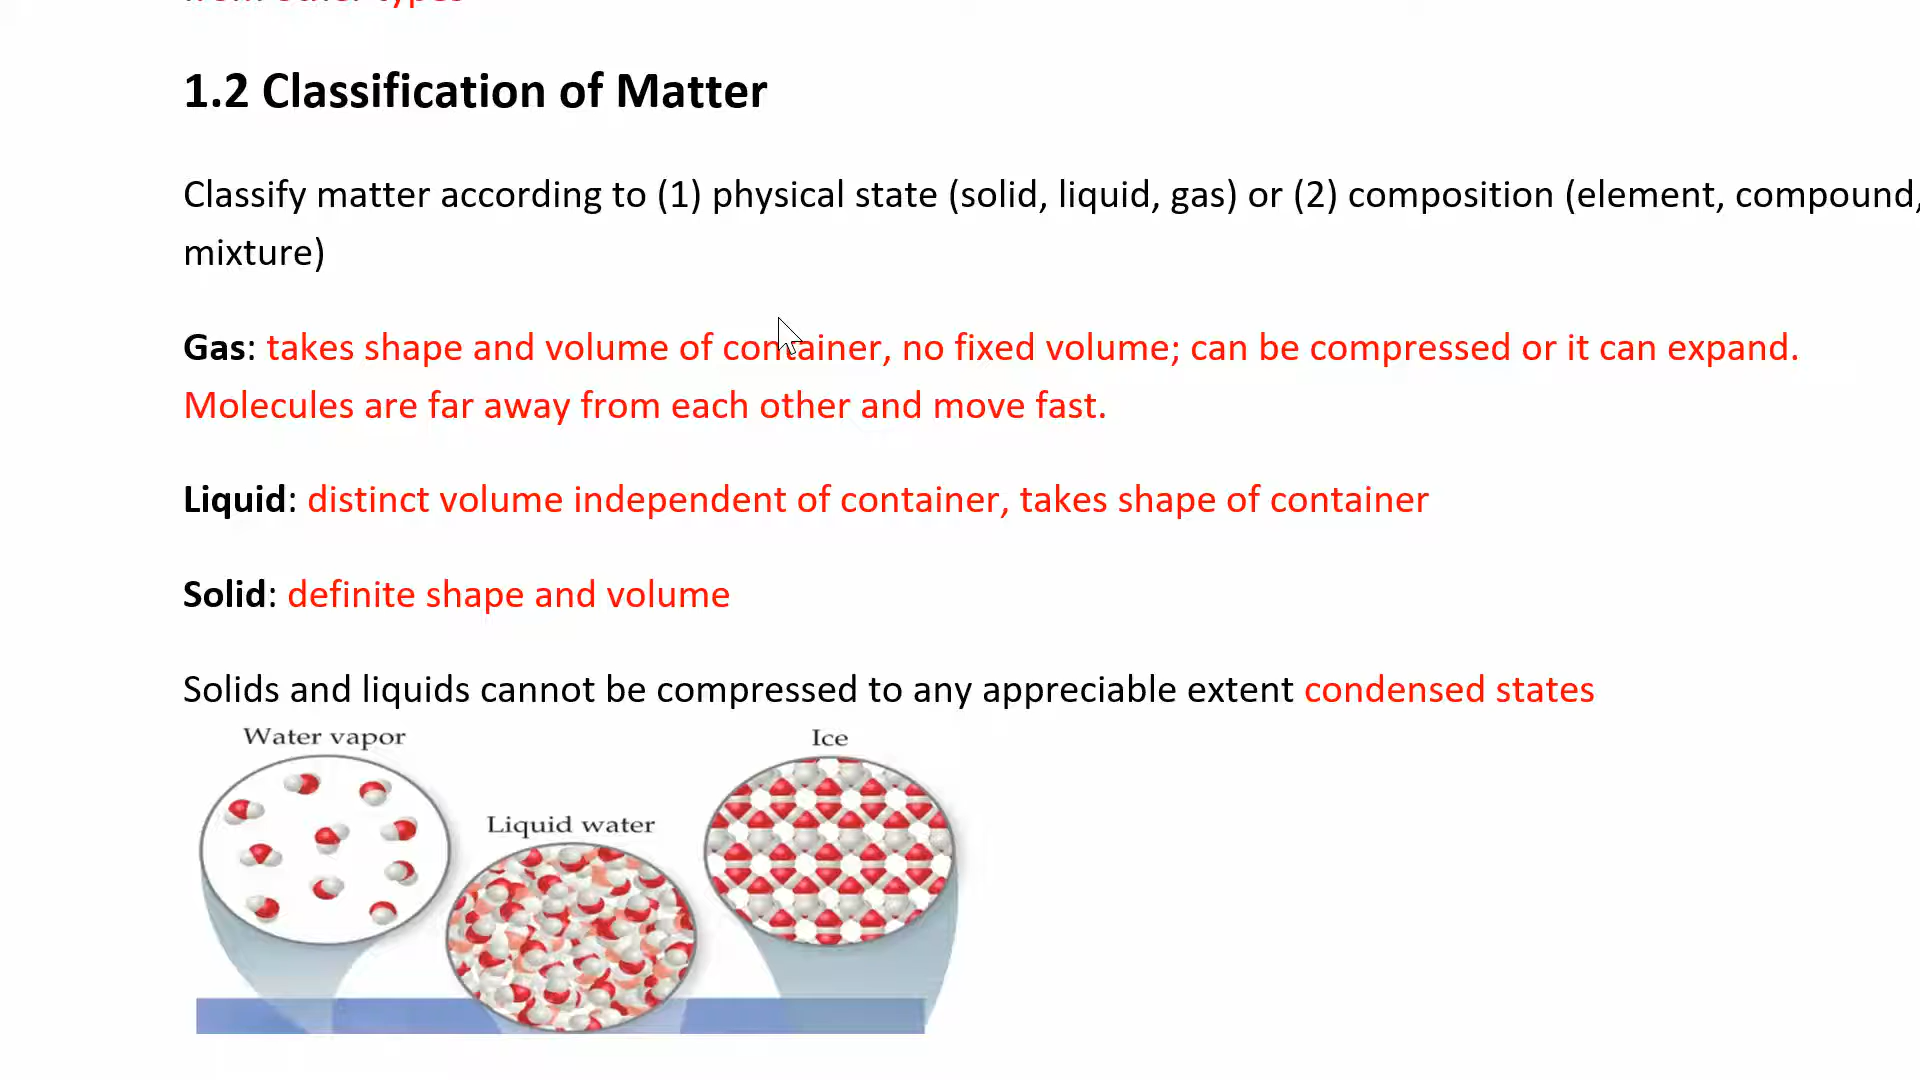 from other types
1.2 Classification of Matter
Classify matter according to (1) physical state (solid, liquid, gas) or (2) composition (element, compound,
mixture)
Gas: takes shape and volume of container, no fixed volume; can be compressed or it can expand.
Molecules are far away from each other and move fast.
Liquid: distinct volume independent of container, takes shape of container
Solid: definite shape and volume
Solids and liquids cannot be compressed to any appreciable extent condensed states
Water vapor
Ice
Liquid water